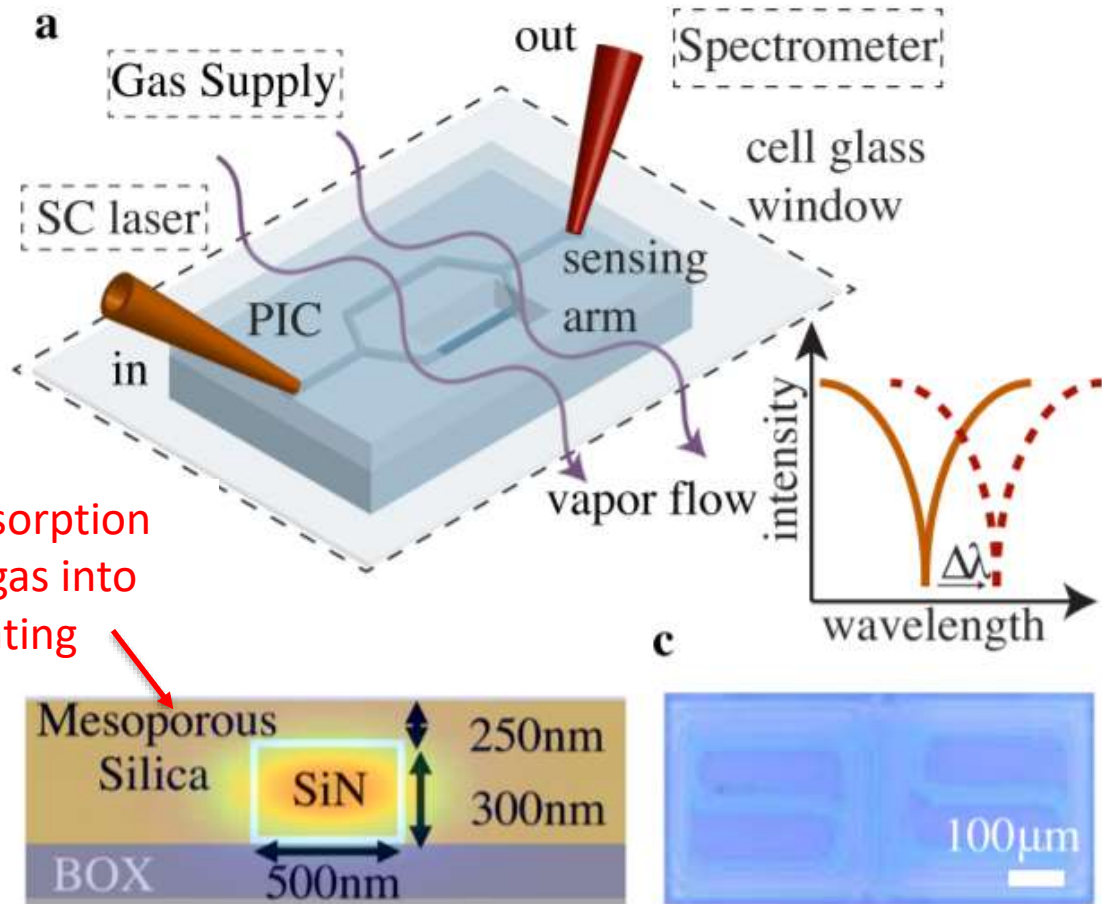 a
out
Spectrometer
Gas Supply
cell glass
window
SC laser
sensing
arm
PIC
in
vapor flow
intensity
Δλ
wavelength
sorption
gas into
ting
c
Mesoporous
Silica
250nm
SiN
300nm
BOX
500nm
100μm